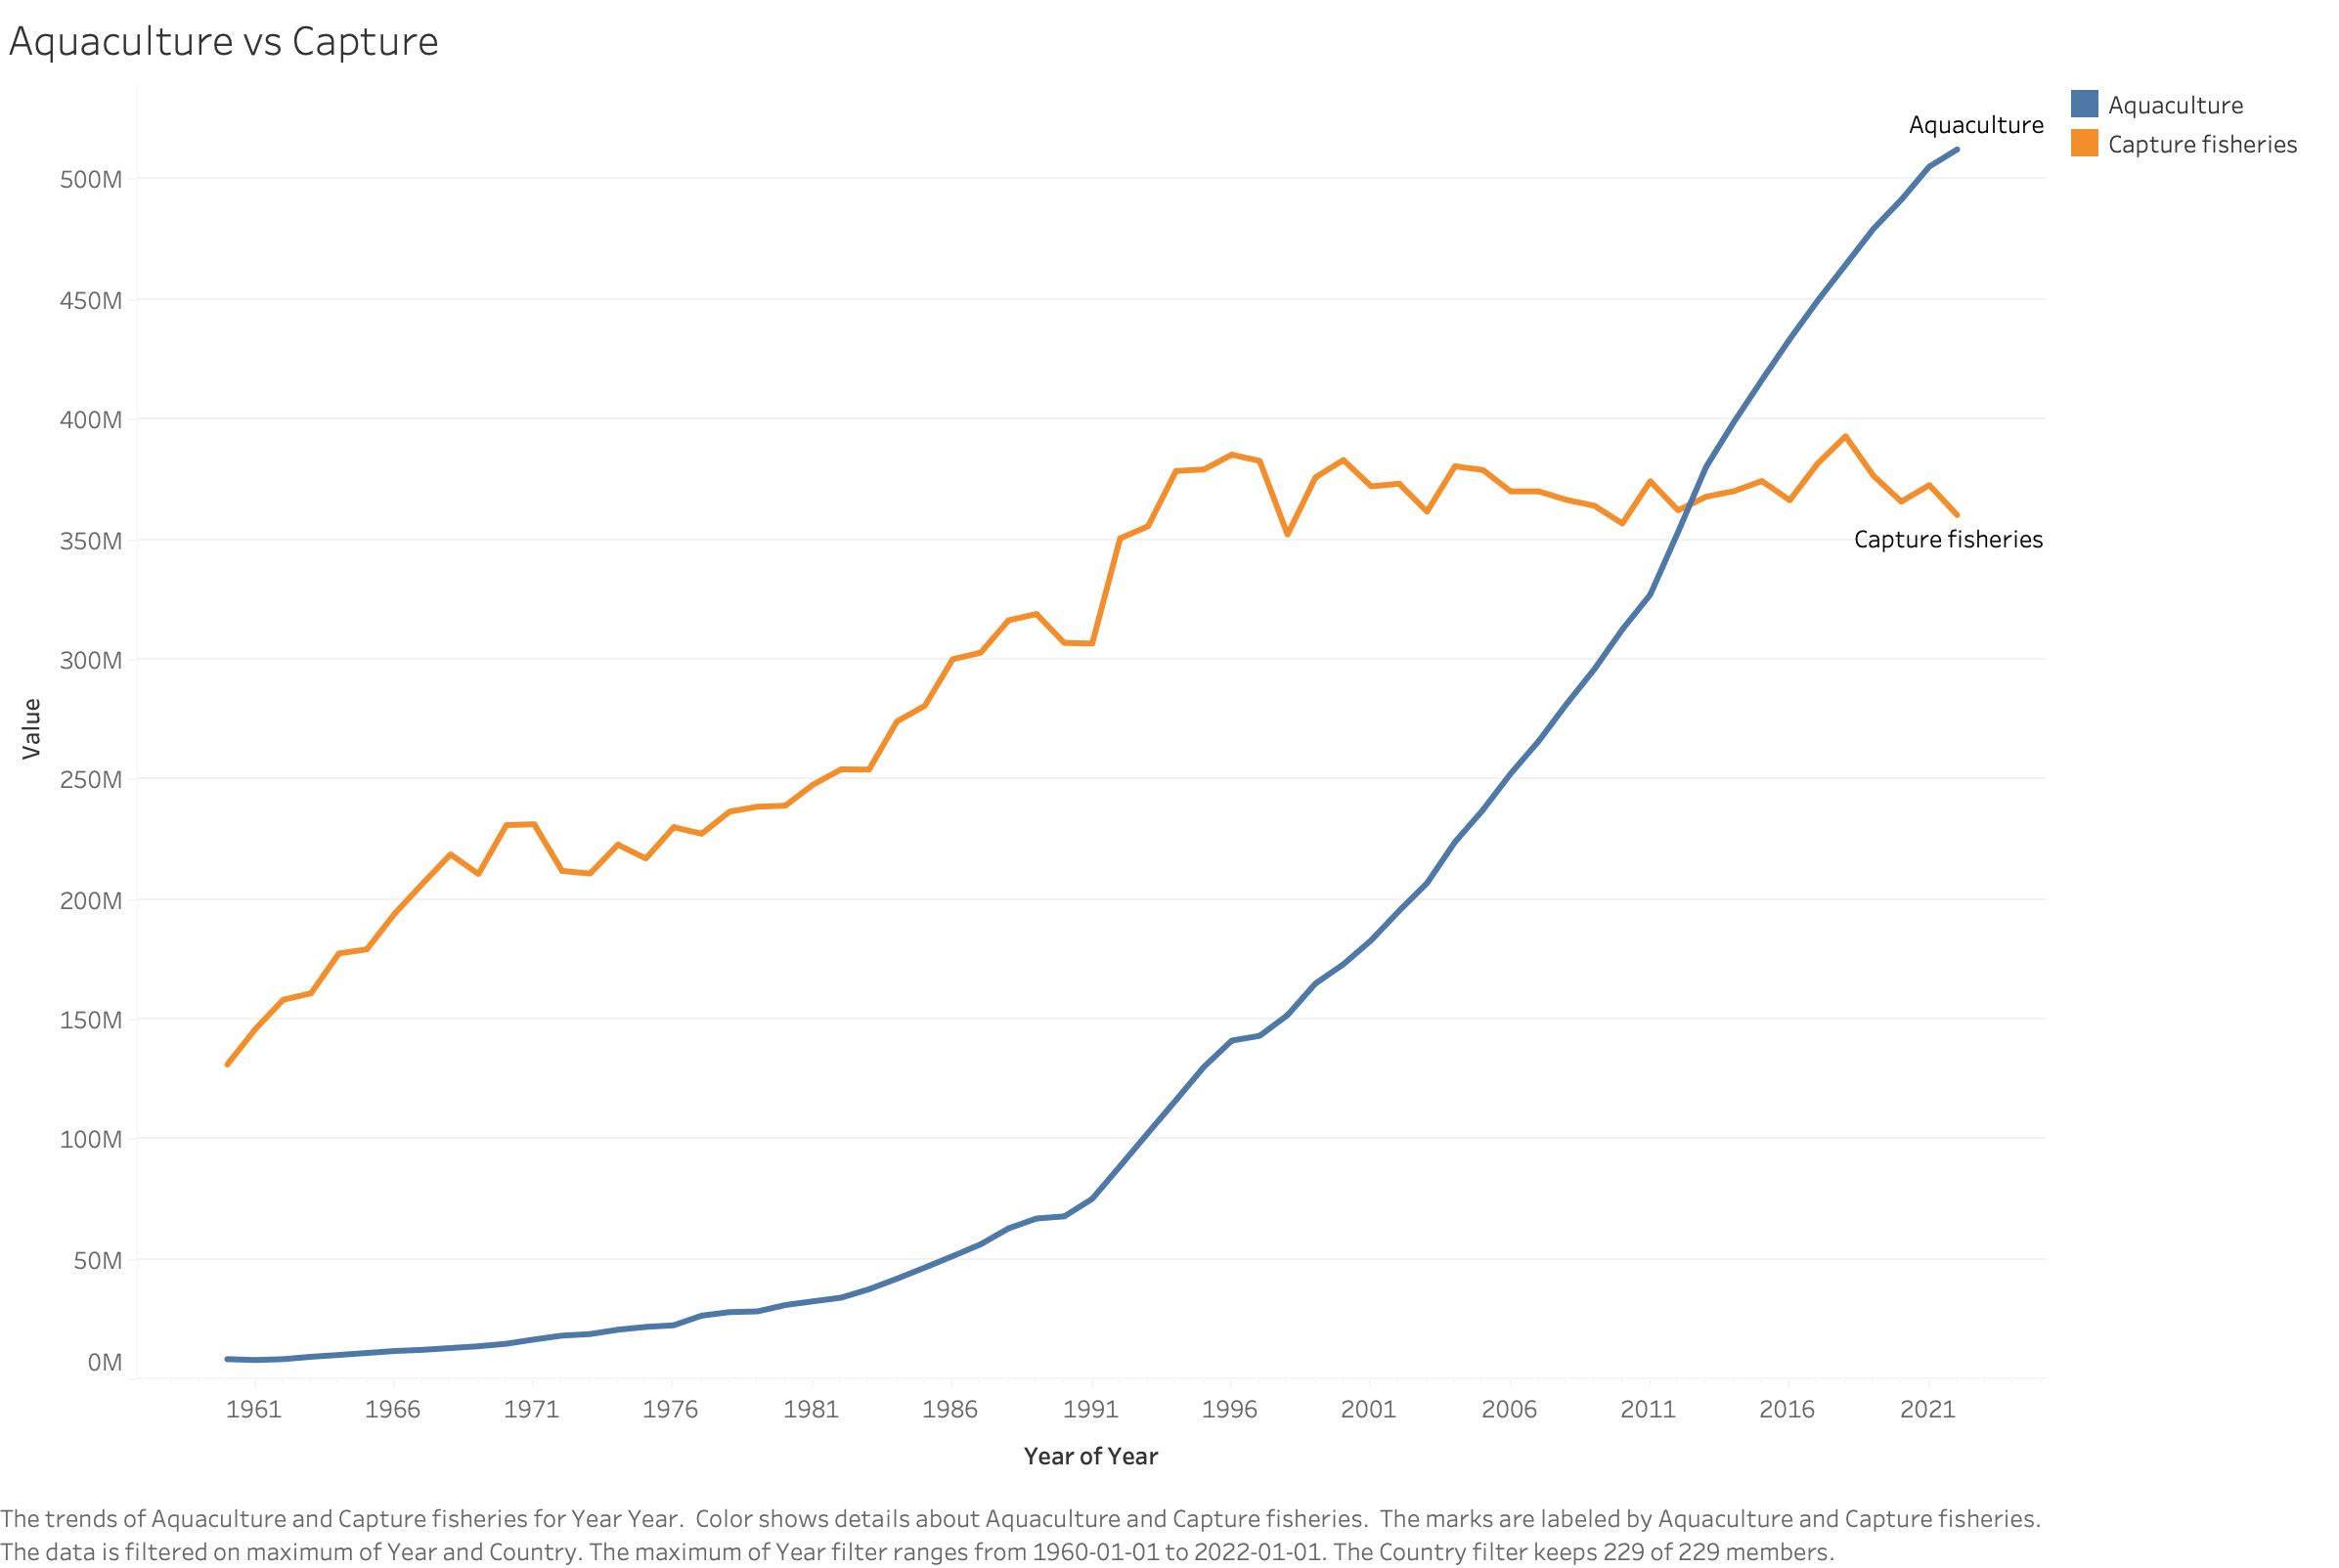 Aquaculture vs Capture
Aquaculture
Capture fisheries
Aquaculture
Capture fisheries
500M
450M
400M
350M
300M
250M
200M
150M
100M
50M
0M
Value
1961 1966 1971 1976 1981 1986 1991 1996 2001 2006 2011 2016 2021
Year of Year
The trends of Aquaculture and Capture fisheries for Year Year.  Color shows details about Aquaculture and Capture fisheries.  The marks are labeled by Aquaculture and Capture fisheries.
The data is filtered on maximum of Year and Country. The maximum of Year filter ranges from 1960-01-01 to 2022-01-01. The Country filter keeps 229 of 229 members.